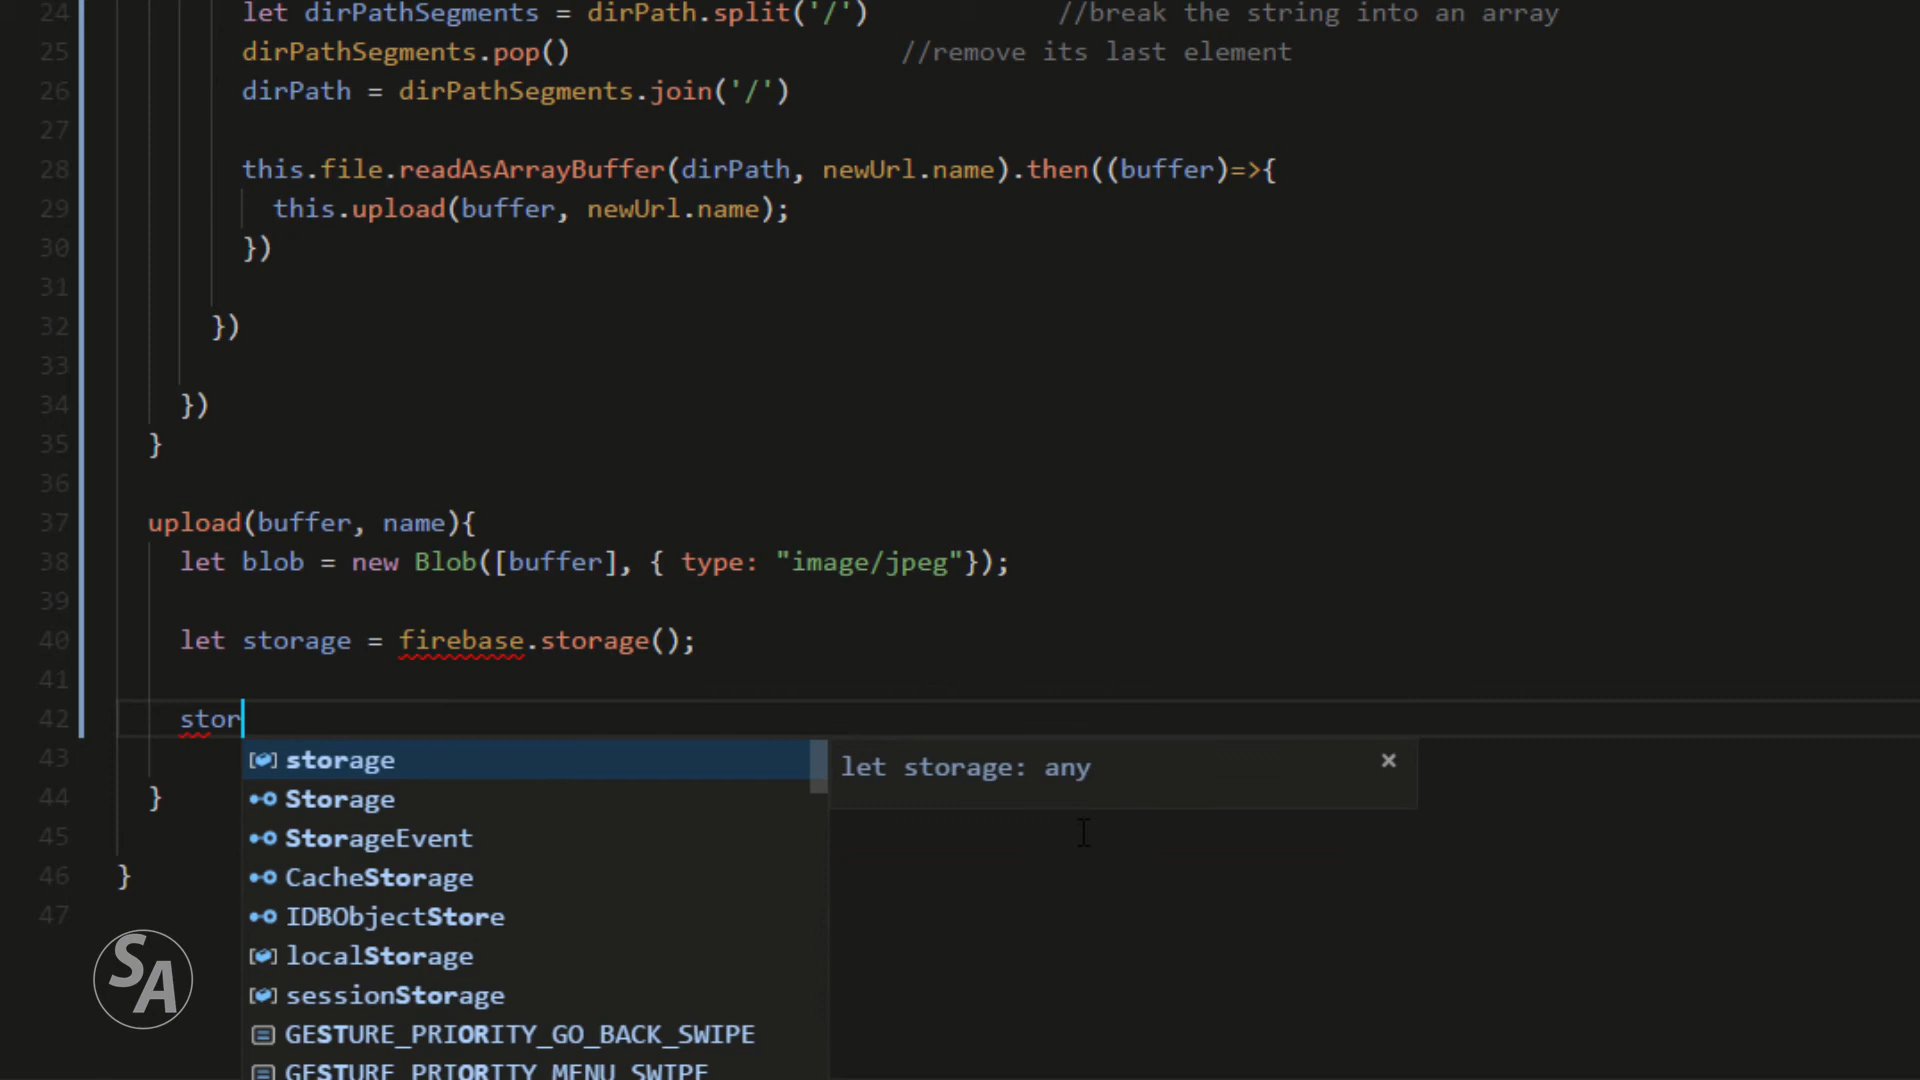 24 let dirPathSegments = dirPath.split('/') //break the string into an array
25 dirPathSegments.pop() //remove its last element
26 dirPath = dirPathSegments.join('/')
27
28 this.file.readAsArrayBuffer(dirPath, newUrl.name).then((buffer)=>{
29 this.upload(buffer, newUrl.name);
30 })
31
32 })
33
34 })
35 }
36
37 upload(buffer, name){
38 let blob = new Blob([buffer], { type: "image/jpeg"});
39
40 let storage = firebase.storage();
41
42 stor
43 storage let storage: any ×
44 } Storage
45 StorageEvent
46 } CacheStorage
47 IDBObjectStore
localStorage
sessionStorage
GESTURE_PRIORITY_GO_BACK_SWIPE
GESTURE_PRIORITY_MENU_SWIPE
SA